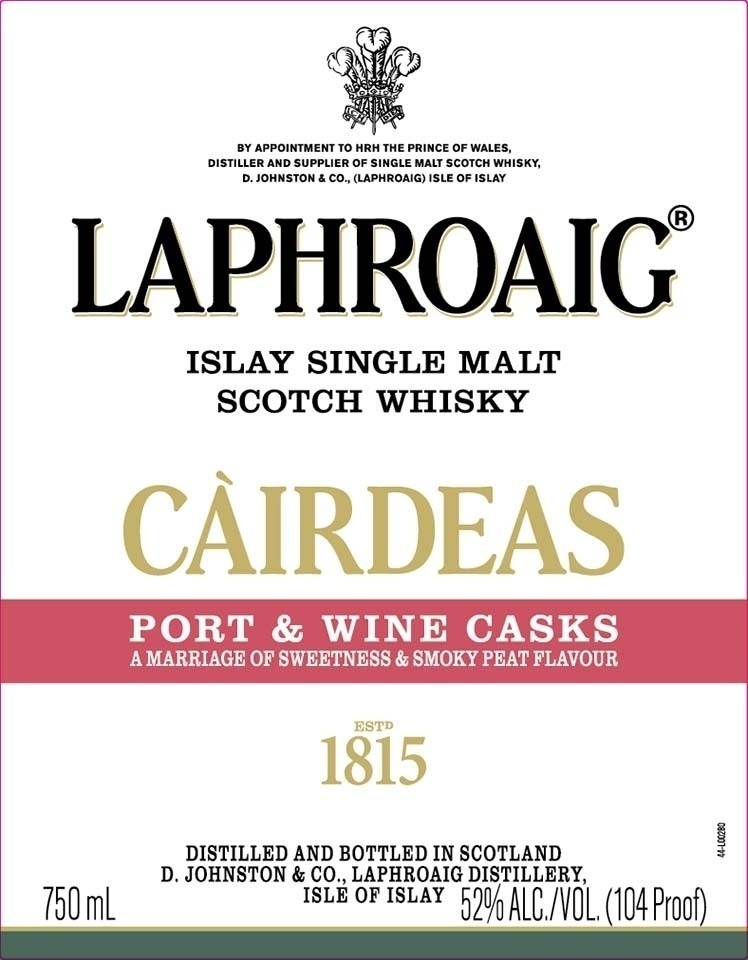 ICH DIEN
BY APPOINTMENT TO HRH THE PRINCE OF WALES,
DISTILLER AND SUPPLIER OF SINGLE MALT SCOTCH WHISKY,
D. JOHNSTON & CO., (LAPHROAIG) ISLE OF ISLAY
LAPHROAIG®
ISLAY SINGLE MALT
SCOTCH WHISKY
CÀIRDEAS
PORT & WINE CASKS
A MARRIAGE OF SWEETNESS & SMOKY PEAT FLAVOUR
ESTD
1815
44-L00280
DISTILLED AND BOTTLED IN SCOTLAND
D. JOHNSTON & CO., LAPHROAIG DISTILLERY,
ISLE OF ISLAY
750 mL
52% ALC./VOL. (104 Proof)